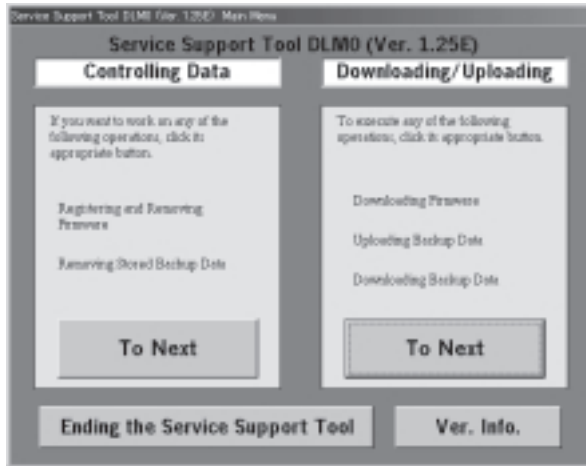 Service Support Tool DLM0 (Ver. 1.25E) Main Menu
Service Support Tool DLM0 (Ver. 1.25E)
Controlling Data
If you want to work on any of the
following operations, click its
appropriate button.
Registering and Removing
Firmware
Removing Stored Backup Data
To Next
Downloading/Uploading
To execute any of the following
operations, click its appropriate button.
Downloading Firmware
Uploading Backup Data
Downloading Backup Data
To Next
Ending the Service Support Tool
Ver. Info.